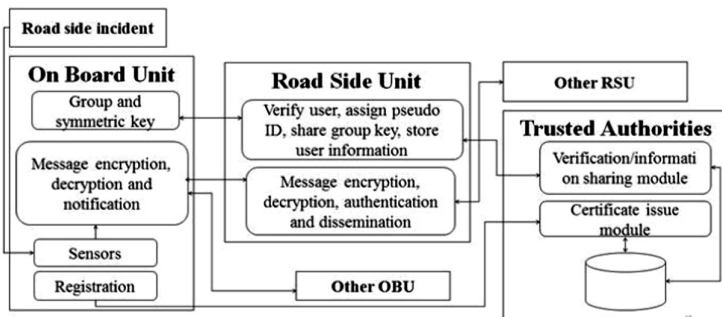 Road side incident
On Board Unit
Group and
symmetric key
Message encryption,
decryption and
notification
Sensors
Registration
Road Side Unit
Verify user, assign pseudo
ID, share group key, store
user information
Message encryption,
decryption, authentication
and dissemination
Other OBU
Other RSU
Trusted Authorities
Verification/informati
on sharing module
Certificate issue
module